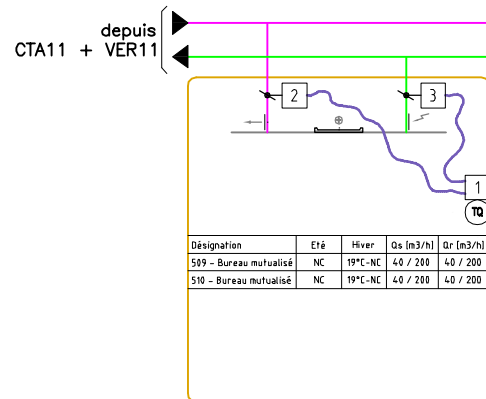 depuis
CTA11 + VER11
2
3
1
TQ
Désignation Eté Hiver Qs [m3/h] Qr [m3/h]
509 - Bureau mutualisé NC 19°C-NC 40 / 200 40 / 200
510 - Bureau mutualisé NC 19°C-NC 40 / 200 40 / 200